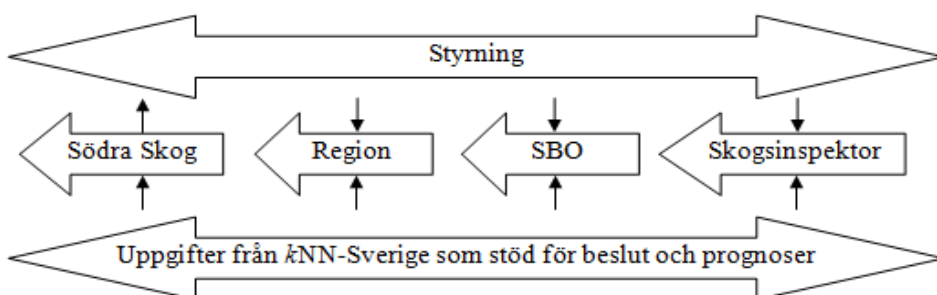 Styrning
Södra Skog
Region
SBO
Skogsinspektor
Uppgifter från kNN-Sverige som stöd för beslut och prognoser